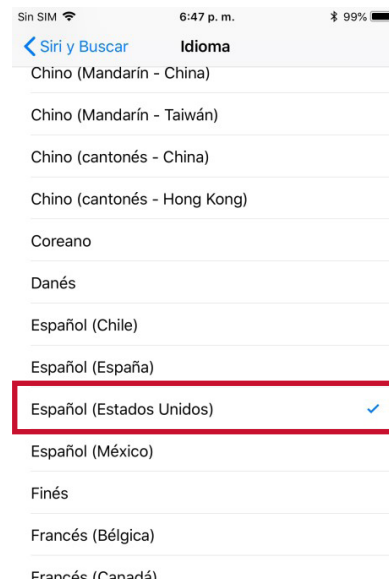 Sin SIM 6:47 p. m. 99%
Siri y Buscar Idioma
Chino (Mandarín - China)
Chino (Mandarín - Taiwán)
Chino (cantonés - China)
Chino (cantonés - Hong Kong)
Coreano
Danés
Español (Chile)
Español (España)
Español (Estados Unidos)
Español (México)
Finés
Francés (Bélgica)
Francés (Canadá)